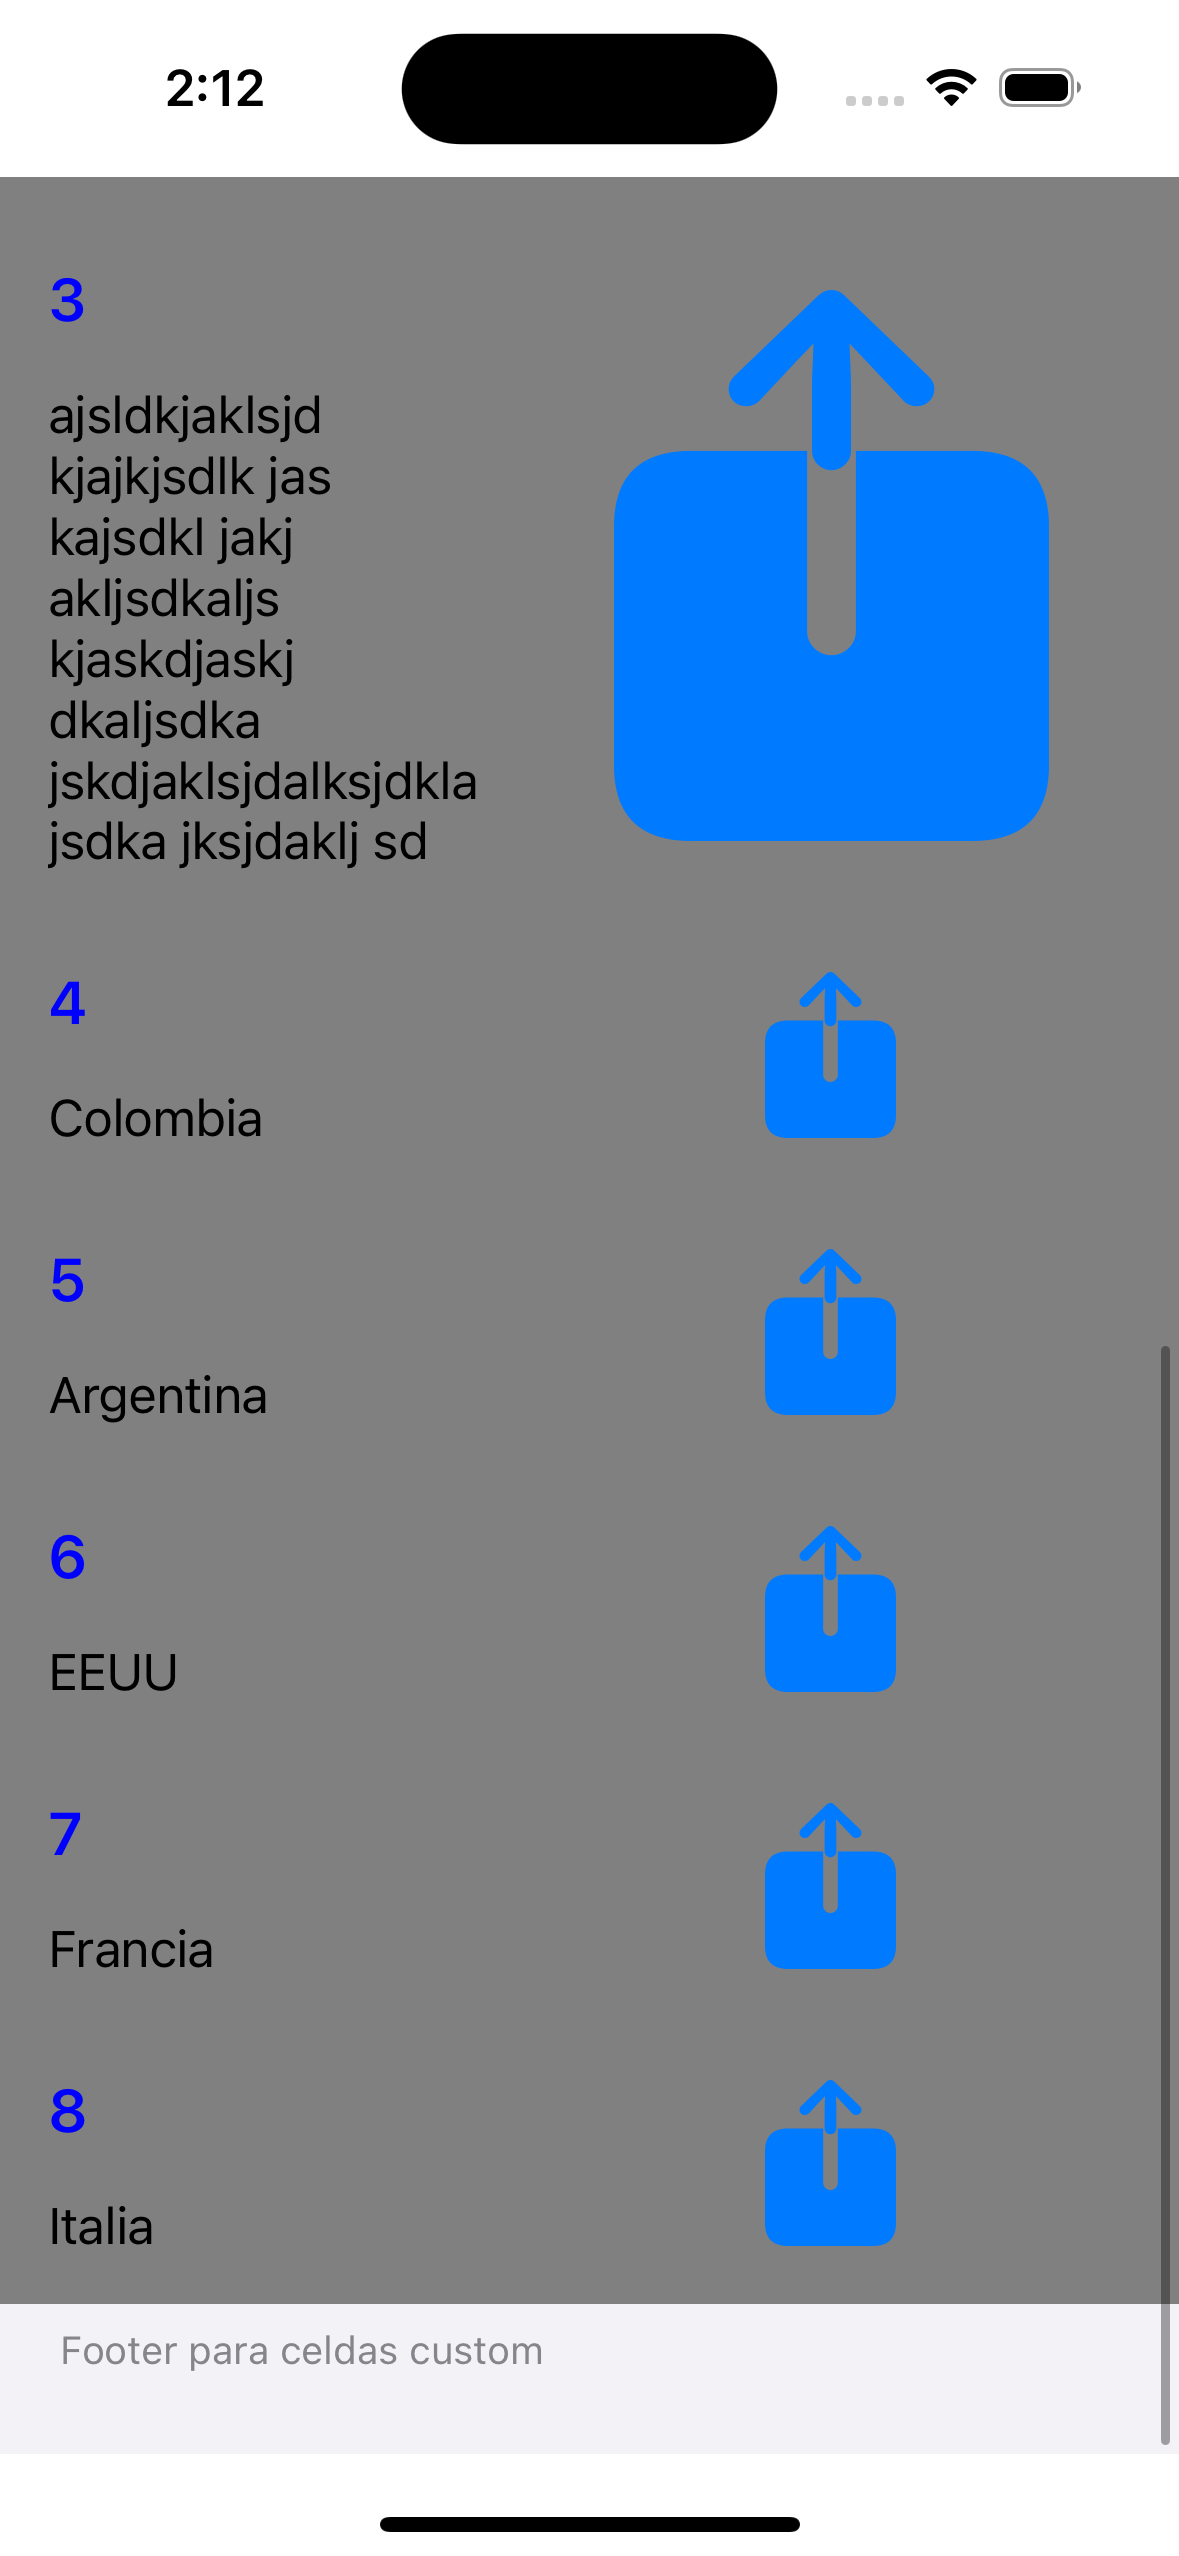 2:12
3
ajsldkjaklsjd
kjajkjsdlk jas
kajsdkl jakj
akljsdkaljs
kjaskdjaskj
dkaljsdka
jskdjaklsjdalksjdkla
jsdka jksjdaklj sd
4
Colombia
5
Argentina
6
EEUU
7
Francia
8
Italia
Footer para celdas custom